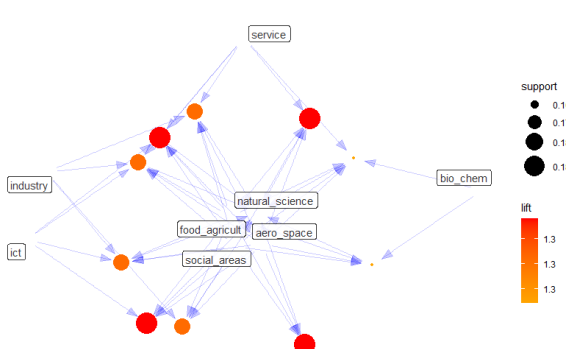 service
support
0.1
0.1
0.1
0.1
bio_chem
industry
natural_science
lift
food_agricult
aero_space
1.3
ict
social_areas
1.3
1.3